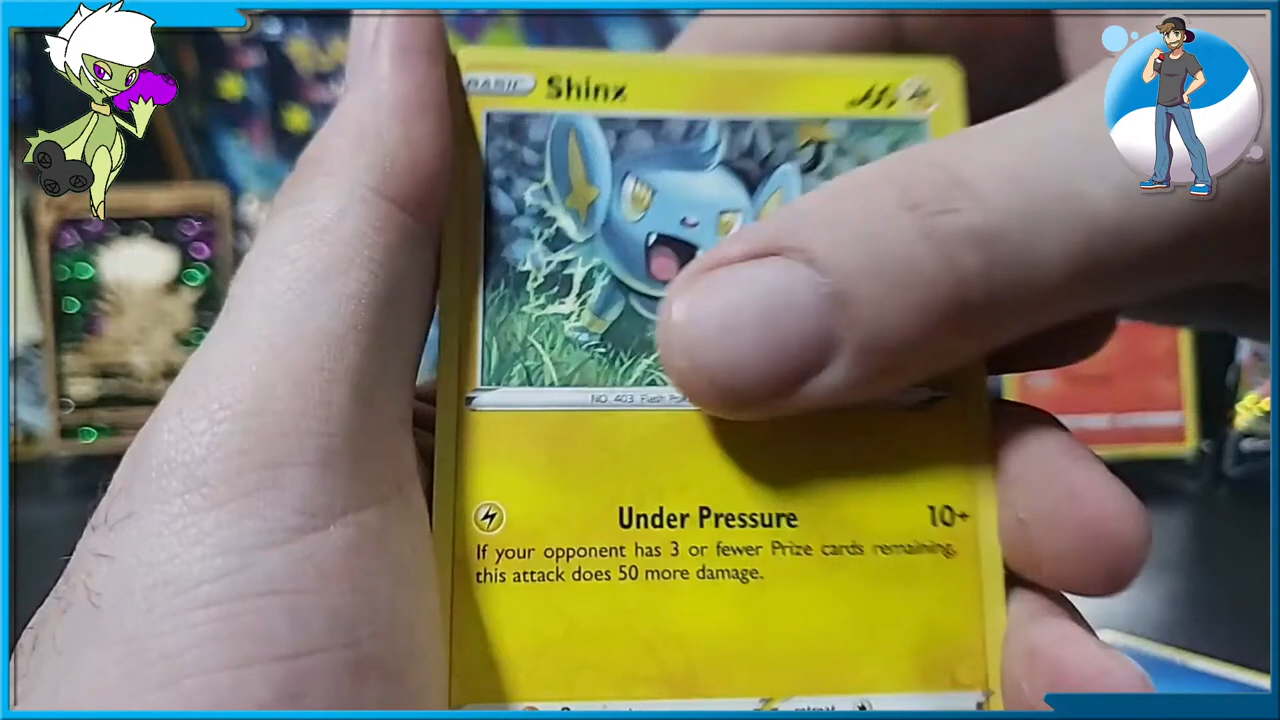 BASIC Shinx
NO. 403 Flash
Under Pressure 10+
If your opponent has 3 or fewer Prize cards remaining,
this attack does 50 more damage.